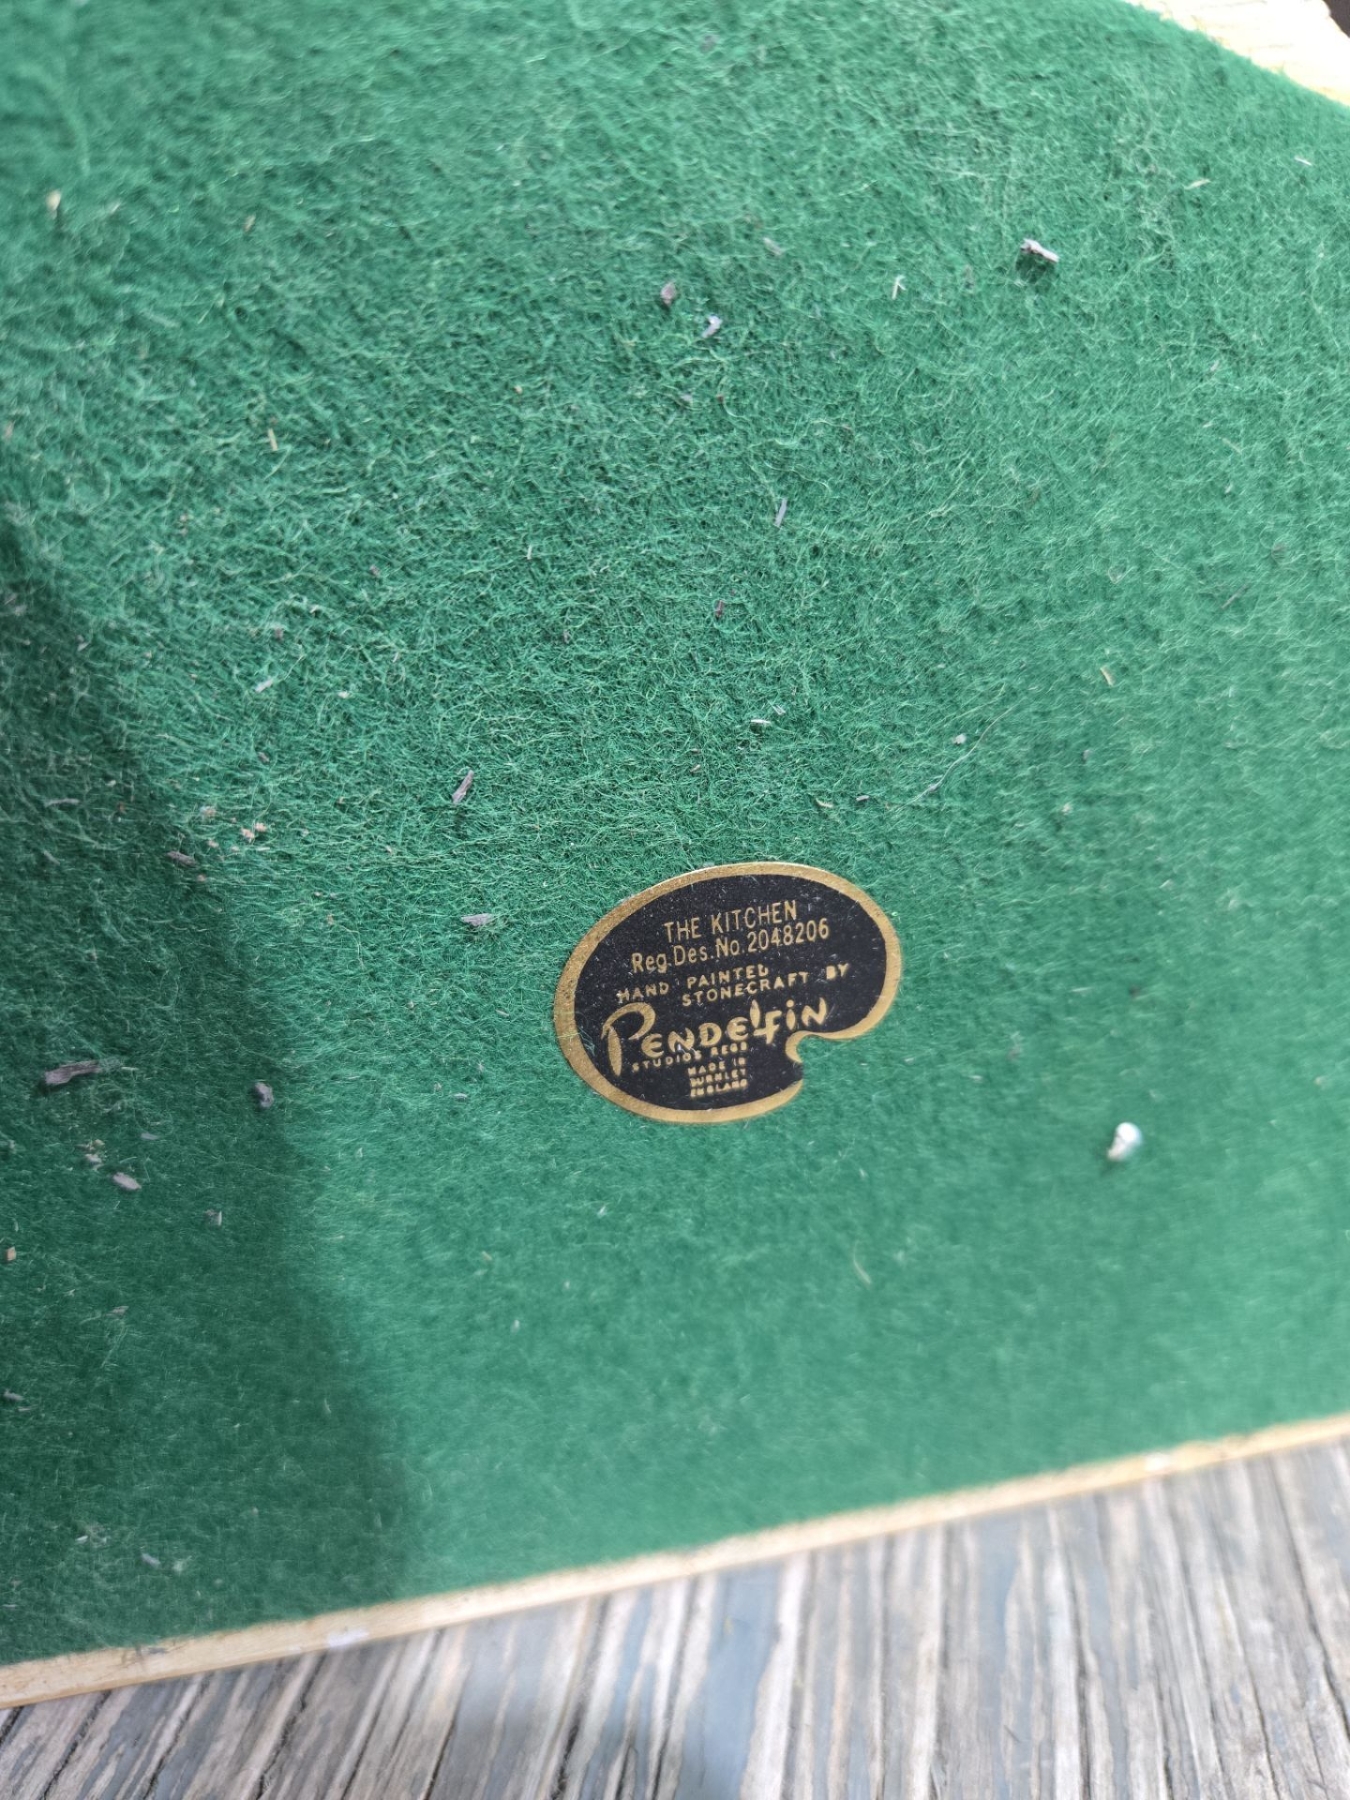 THE KITCHEN
Reg.Des.No.2048206
HAND PAINTED
STONECRAFT BY
PENDELFIN
STUDIOS REGD.
MADE IN
BURNLEY
ENGLAND